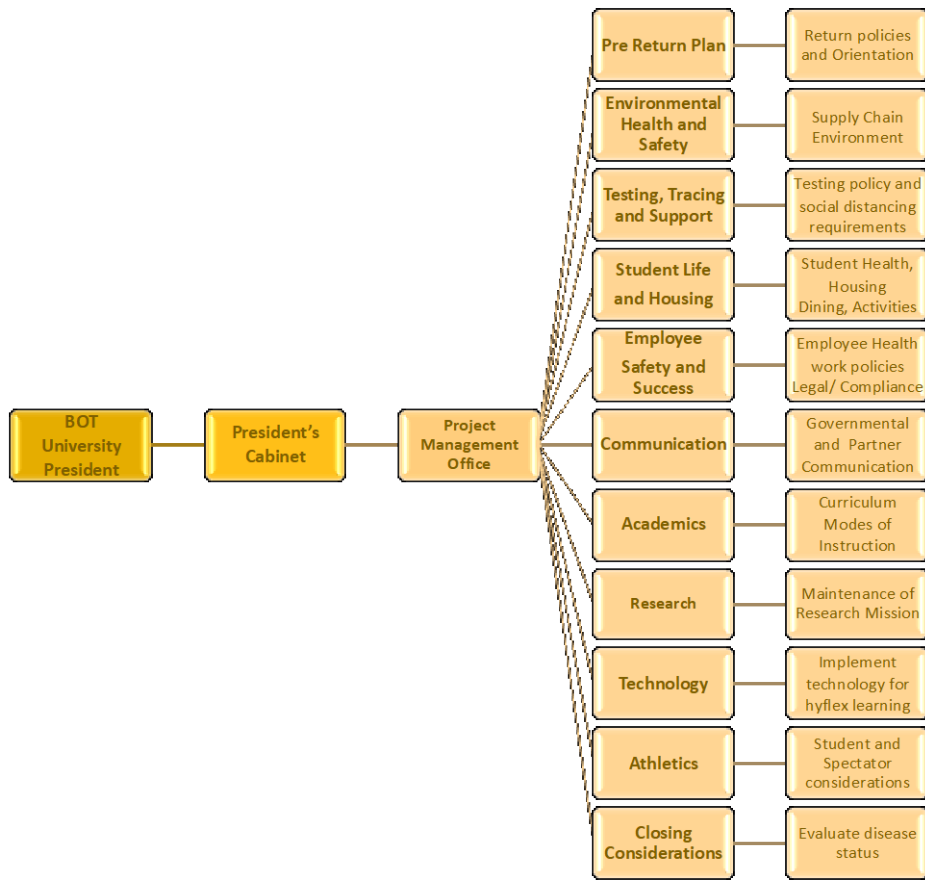 Pre Return Plan
Return policies
and Orientation
Environmental
Health and
Safety
Supply Chain
Environment
Testing, Tracing
and Support
Testing policy and
social distancing
requirements
Student Life
and Housing
Student Health,
Housing
Dining, Activities
Employee
Safety and
Success
Employee Health
work policies
Legal/ Compliance
BOT
University
President
President’s
Cabinet
Project
Management
Office
Communication
Governmental
and Partner
Communication
Academics
Curriculum
Modes of
Instruction
Research
Maintenance of
Research Mission
Technology
Implement
technology for
hyflex learning
Athletics
Student and
Spectator
considerations
Closing
Considerations
Evaluate disease
status